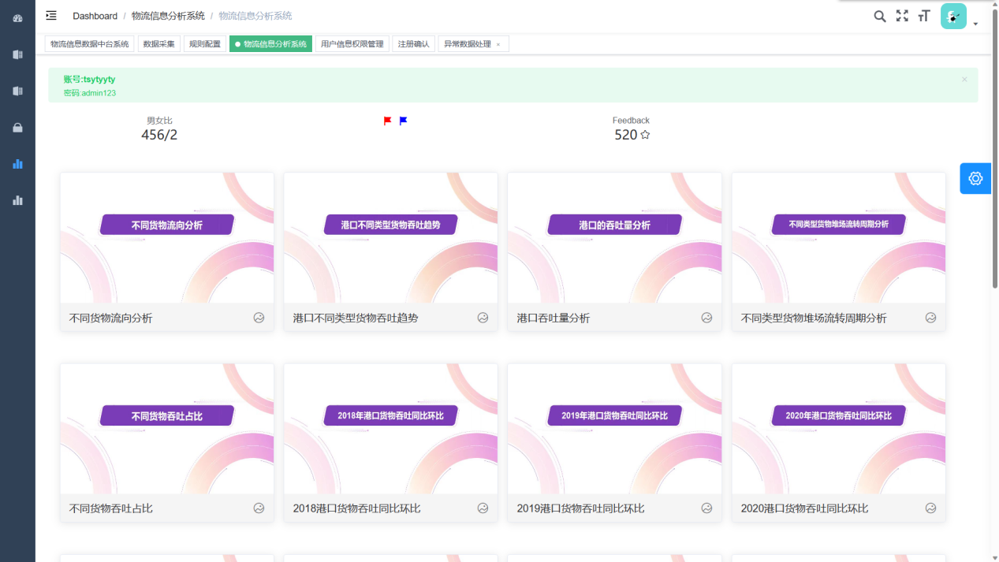 Dashboard / 物流信息分析系统 / 物流信息分析系统
物流信息数据中台系统 数据采集 规则配置 物流信息分析系统 用户信息权限管理 注册确认 异常数据处理 ×
账号:tsytyyty
密码:admin123
男女比
456/2
Feedback
520
不同货物流向分析
港口不同类型货物吞吐趋势
港口的吞吐量分析
不同类型货物堆场流转周期分析
不同货物流向分析
港口不同类型货物吞吐趋势
港口吞吐量分析
不同类型货物堆场流转周期分析
不同货物吞吐占比
2018年港口货物吞吐同比环比
2019年港口货物吞吐同比环比
2020年港口货物吞吐同比环比
不同货物吞吐占比
2018港口货物吞吐同比环比
2019港口货物吞吐同比环比
2020港口货物吞吐同比环比